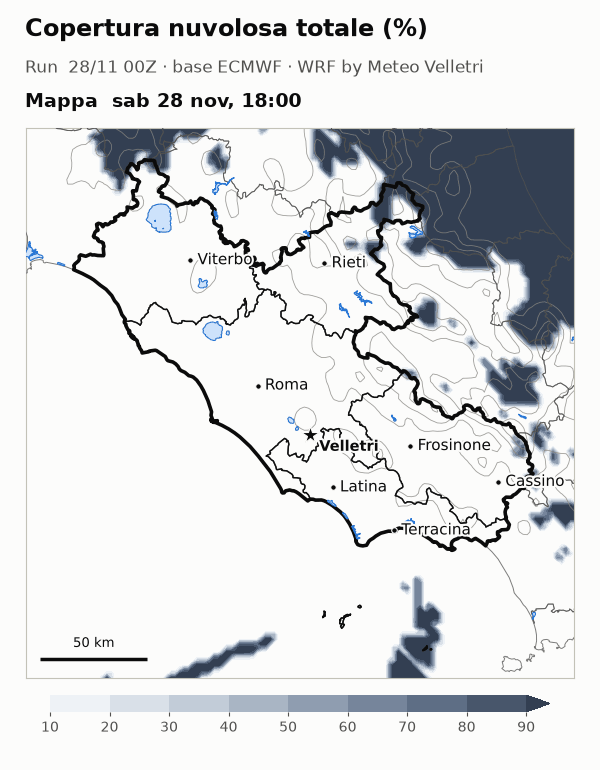 Copertura nuvolosa totale (%)
Run  28/11 00Z · base ECMWF · WRF by Meteo Velletri
Mappa  sab 28 nov, 18:00
Viterbo
Rieti
Roma
Velletri
Frosinone
Latina
Cassino
Terracina
50 km
10 20 30 40 50 60 70 80 90